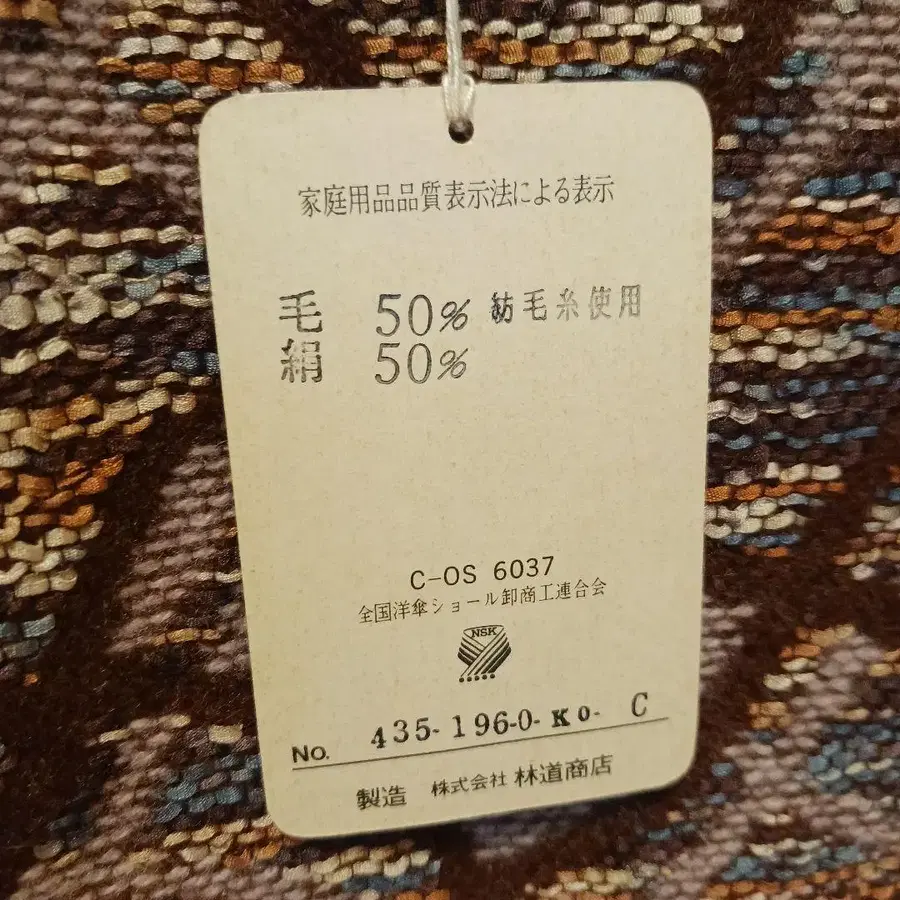 家庭用品品質表示法による表示
毛 50% 紡毛糸使用
絹 50%
C-OS 6037
全国洋傘ショール卸商工連合会
NSK
No. 435-196-0-KO- C
製造 株式会社 林道商店